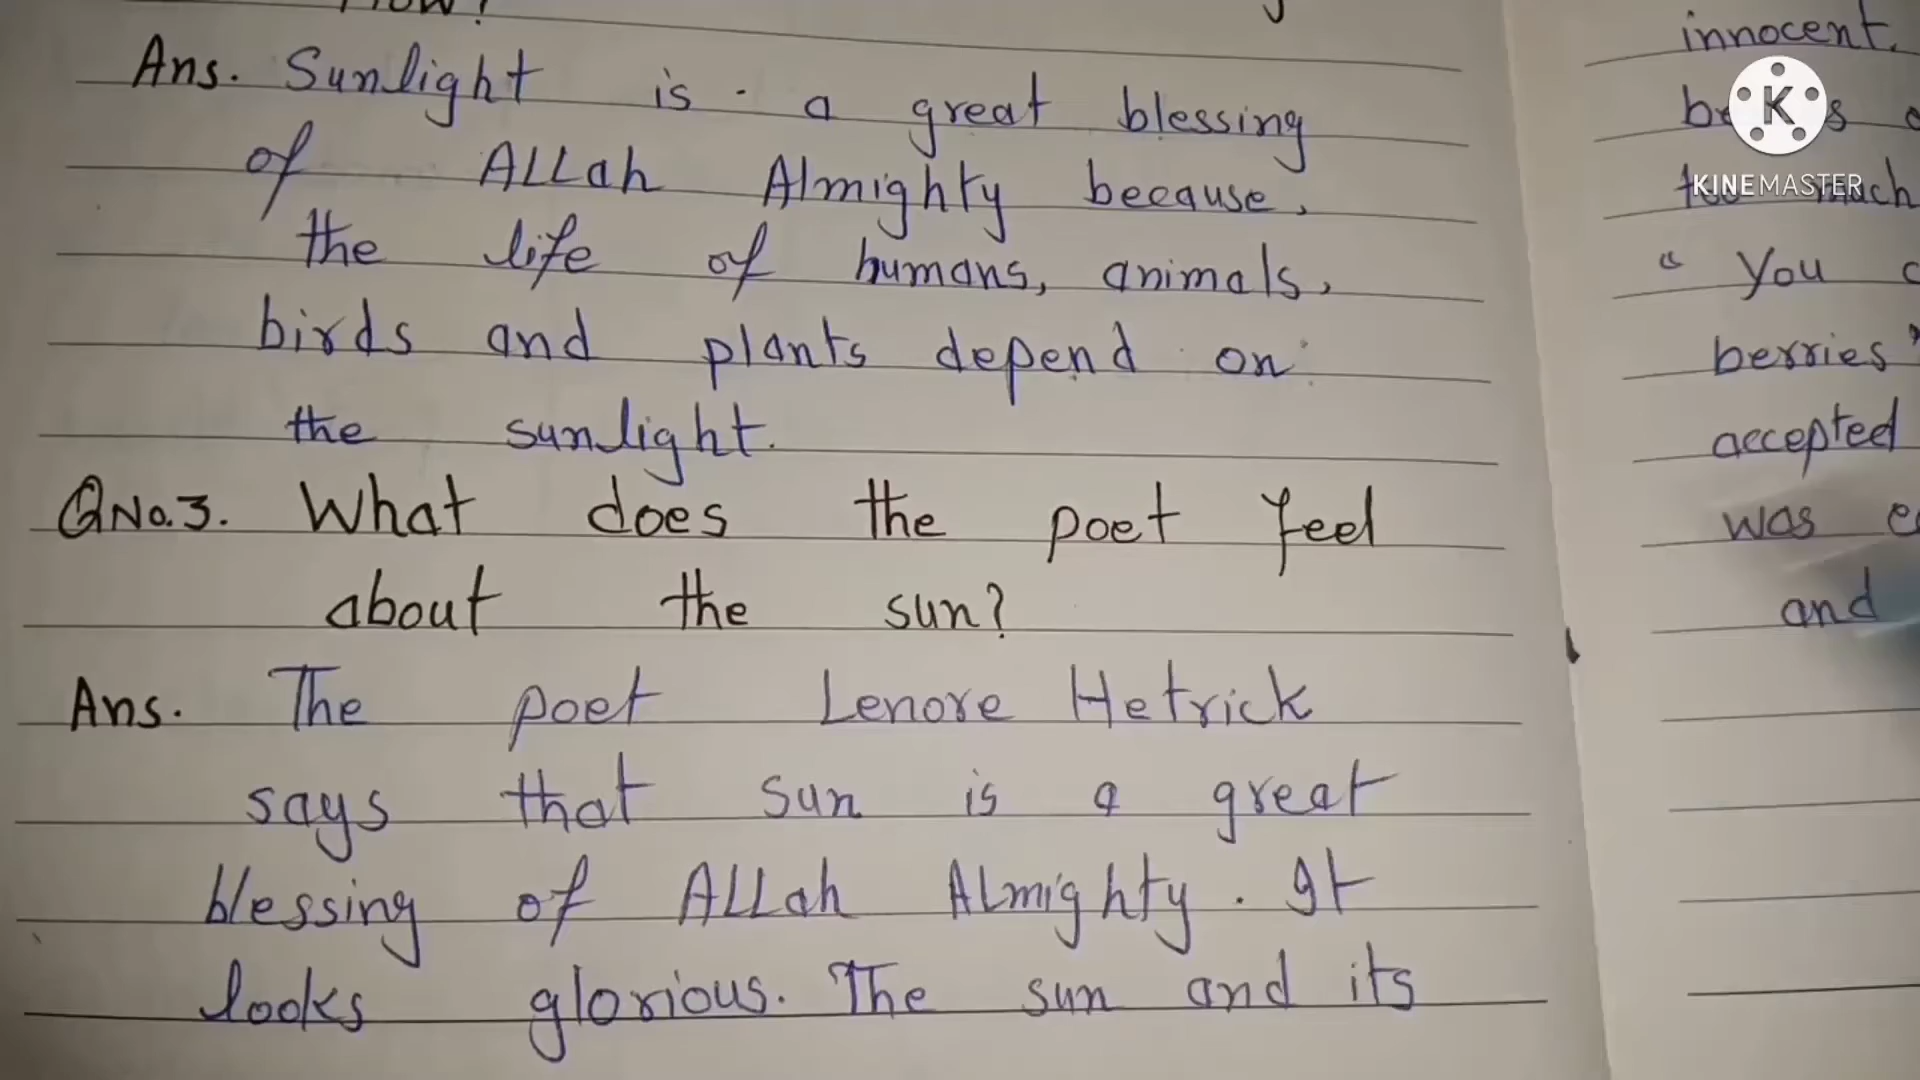 How?
Ans. Sunlight is a great blessing
of ALLah Almighty because,
the life of humans, animals,
birds and plants depend on
the sunlight.
QNo.3. What does the poet feel
about the sun?
Ans. The poet Lenore Hetrick
says that sun is a great
blessing of ALLah ALmighty. It
looks glorious. The sun and its
innocent.
K
KINEMASTER
" You
berries"
accepted
was
and